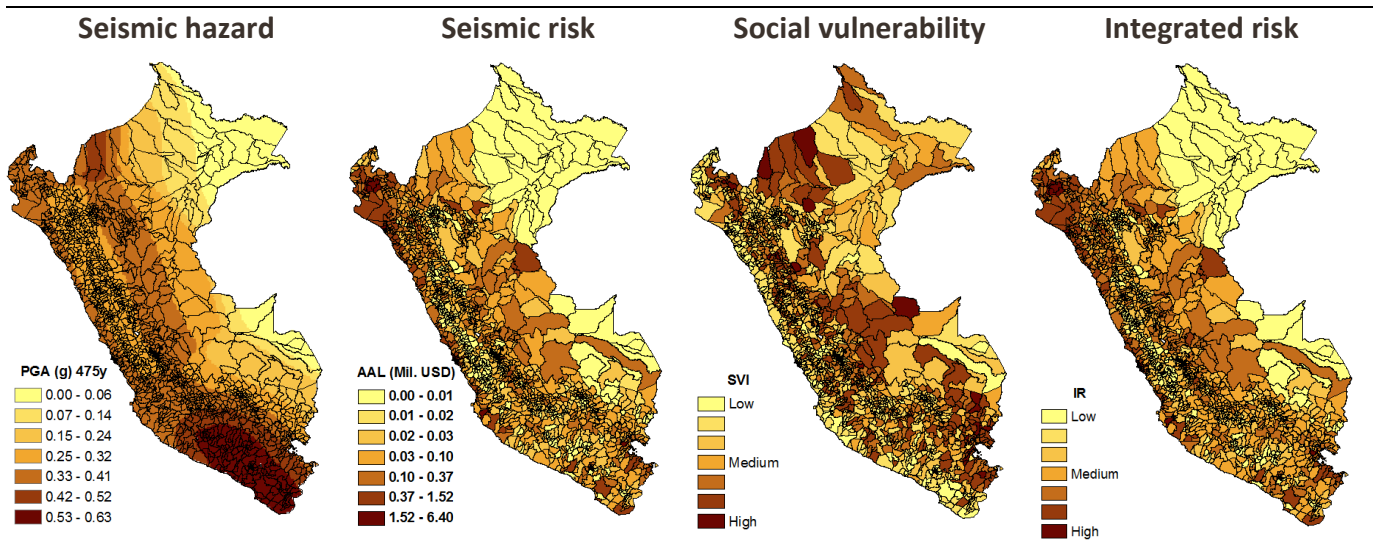 Seismic hazard
Seismic risk
Social vulnerability
Integrated risk
PGA (g) 475y
0.00 - 0.06
0.07 - 0.14
0.15 - 0.24
0.25 - 0.32
0.33 - 0.41
0.42 - 0.52
0.53 - 0.63
AAL (Mil. USD)
0.00 - 0.01
0.01 - 0.02
0.02 - 0.03
0.03 - 0.10
0.10 - 0.37
0.37 - 1.52
1.52 - 6.40
SVI
Low
Medium
High
IR
Low
Medium
High